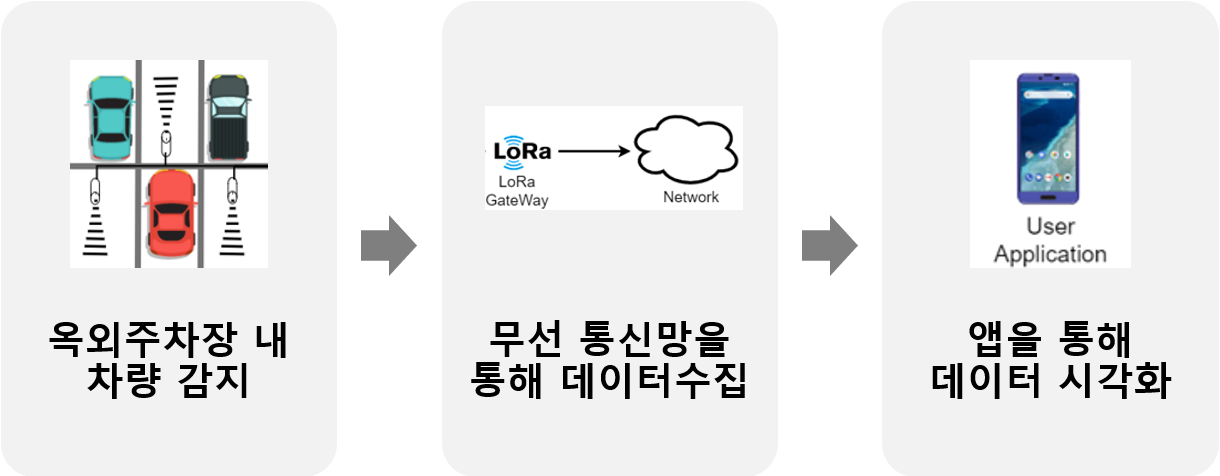 LoRa
LoRa
GateWay
Network
User
Application
옥외주차장 내
차량 감지
무선 통신망을
통해 데이터수집
앱을 통해
데이터 시각화